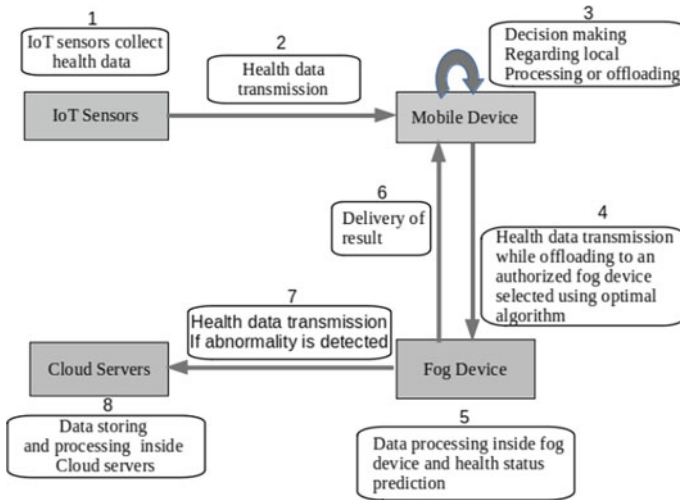 1
IoT sensors collect
health data
IoT Sensors
2
Health data
transmission
Mobile Device
3
Decision making
Regarding local
Processing or offloading
4
Health data transmission
while offloading to an
authorized fog device
selected using optimal
algorithm
6
Delivery of
result
7
Health data transmission
If abnormality is detected
Cloud Servers
Fog Device
8
Data storing
and processing inside
Cloud servers
5
Data processing inside fog
device and health status
prediction